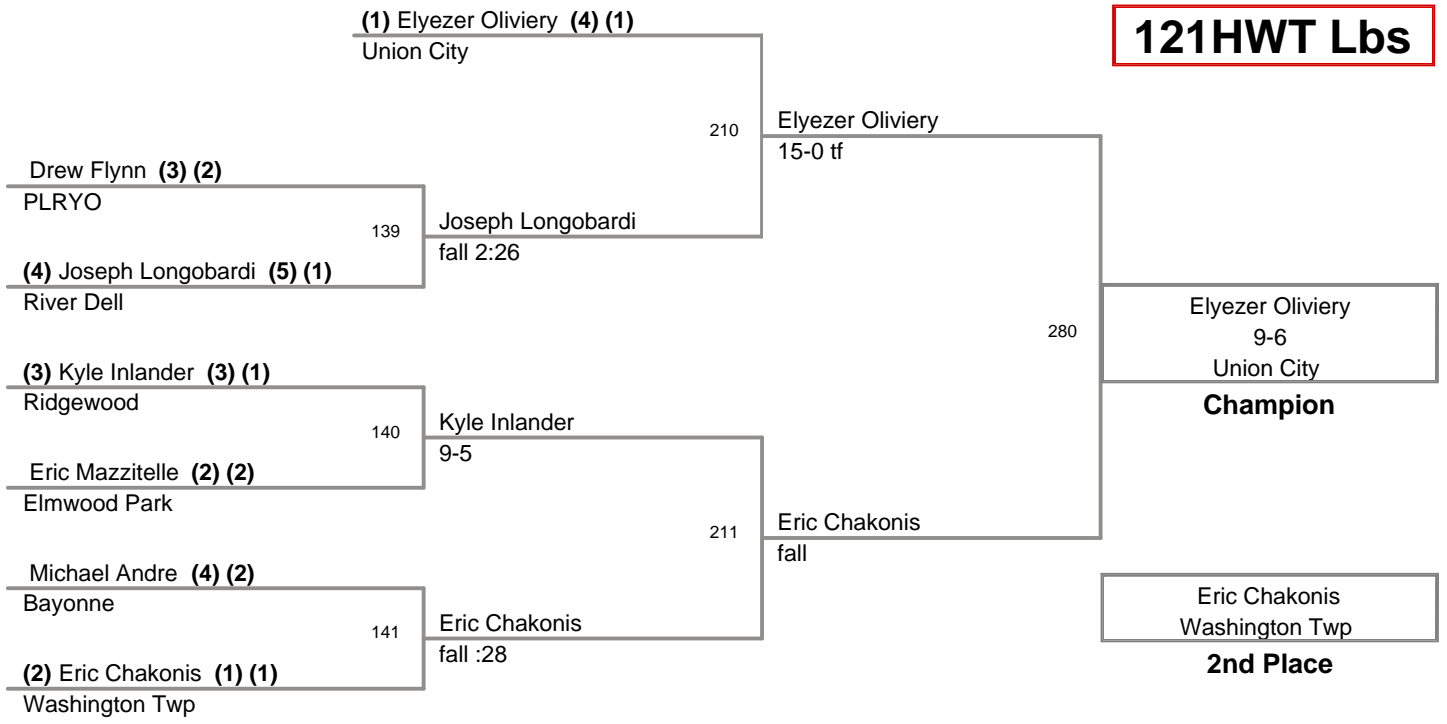 (1) Elyezer Oliviery (4) (1)
Union City
121HWT Lbs
210
Elyezer Oliviery
15-0 tf
Drew Flynn (3) (2)
PLRYO
139
Joseph Longobardi
fall 2:26
(4) Joseph Longobardi (5) (1)
River Dell
280
Elyezer Oliviery
9-6
Union City
Champion
(3) Kyle Inlander (3) (1)
Ridgewood
140
Kyle Inlander
9-5
Eric Mazzitelle (2) (2)
Elmwood Park
211
Eric Chakonis
fall
Michael Andre (4) (2)
Bayonne
141
Eric Chakonis
fall :28
(2) Eric Chakonis (1) (1)
Washington Twp
Eric Chakonis
Washington Twp
2nd Place